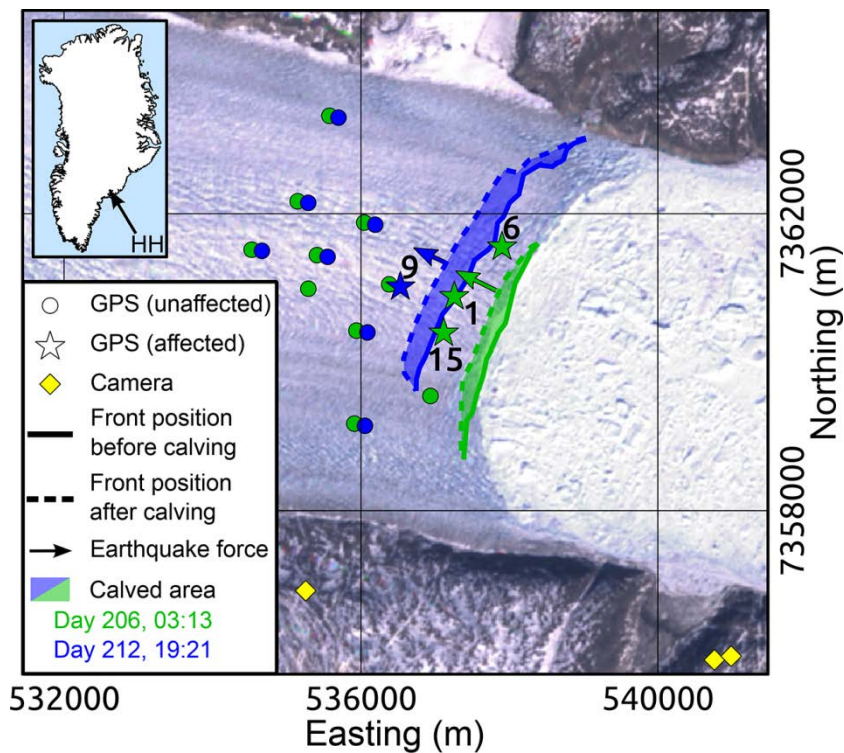 HH
6
9
1
15
GPS (unaffected)
GPS (affected)
Camera
Front position
before calving
Front position
after calving
Earthquake force
Calved area
Day 206, 03:13
Day 212, 19:21
7362000
7358000
Northing (m)
532000
536000
540000
Easting (m)